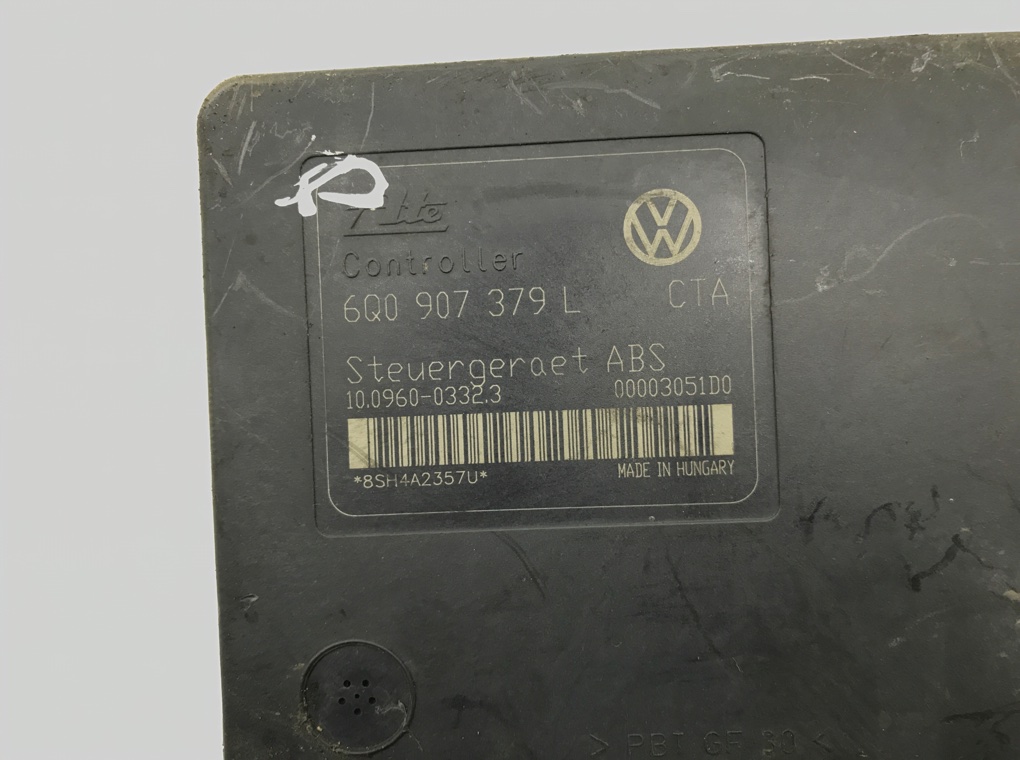 Ate
Controller
6Q0 907 379 L CTA
Steuergeraet ABS
10.0960-0332.3 00003051D0
*8SH4A2357U*
MADE IN HUNGARY
> PBT GF 30 <